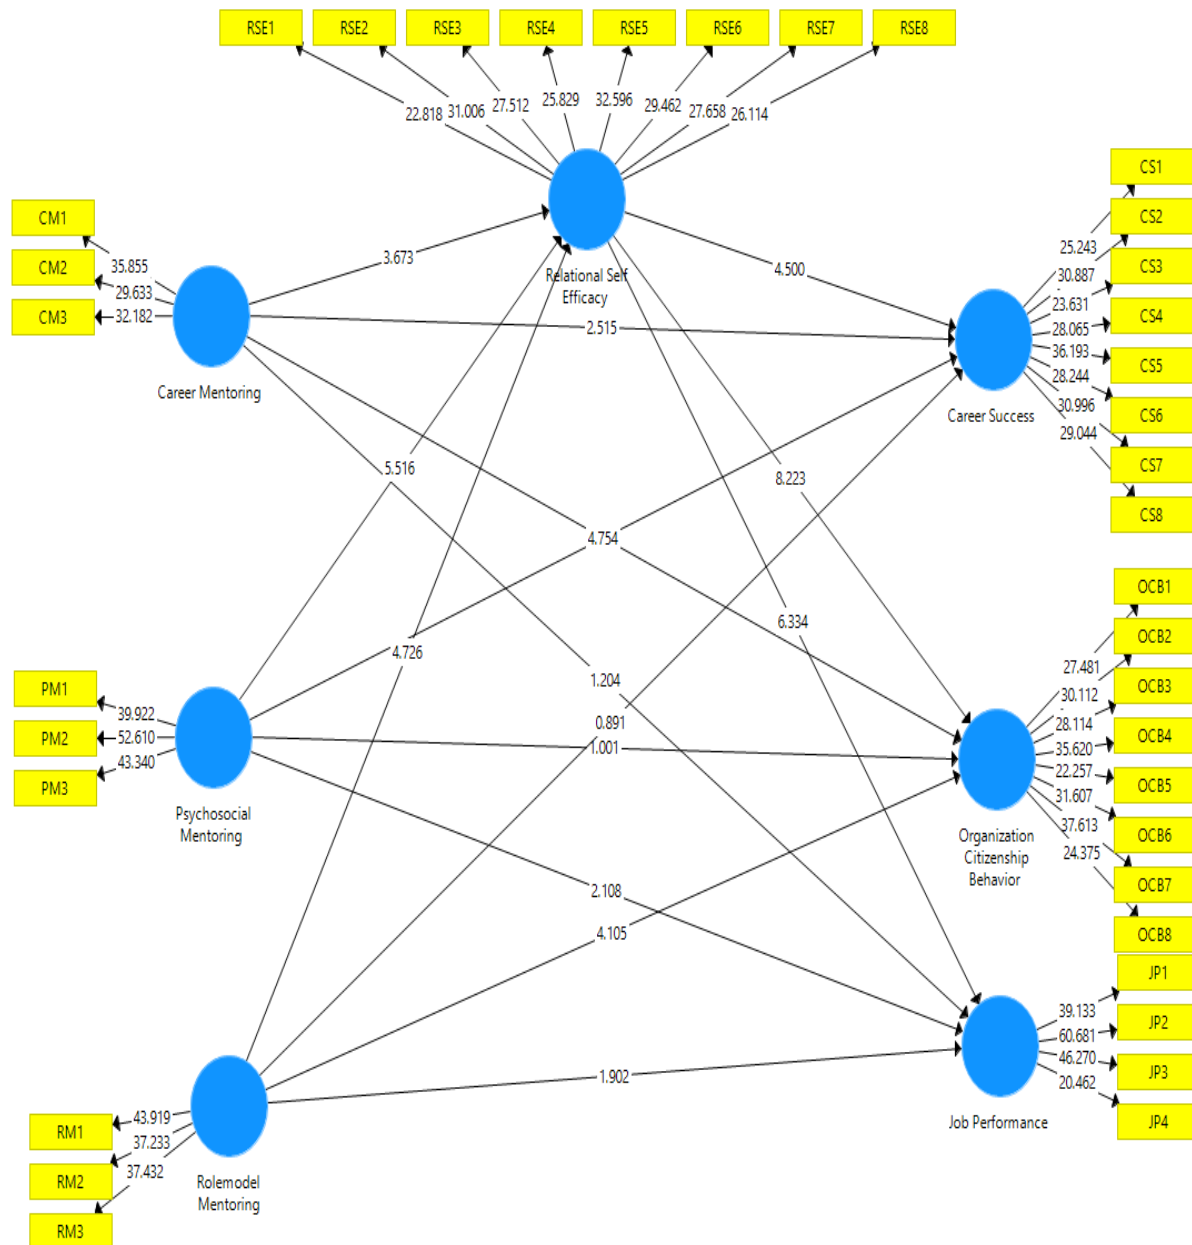 RSE1 RSE2 RSE3 RSE4 RSE5 RSE6 RSE7 RSE8
22.818 31.006 27.512 25.829 32.596 29.462 27.658 26.114
CM1
CM2
CM3
35.855
29.633
32.182
Career Mentoring
3.673
Relational Self
Efficacy
4.500
2.515
CS1
CS2
CS3
CS4
CS5
CS6
CS7
CS8
25.243
30.887
23.631
28.065
36.193
28.244
30.996
29.044
Career Success
5.516
8.223
4.754
6.334
4.726
1.204
0.891
1.001
PM1
PM2
PM3
39.922
52.610
43.340
Psychosocial
Mentoring
OCB1
OCB2
OCB3
OCB4
OCB5
OCB6
OCB7
OCB8
27.481
30.112
28.114
35.620
22.257
31.607
37.613
24.375
Organization
Citizenship
Behavior
2.108
4.105
1.902
JP1
JP2
JP3
JP4
39.133
60.681
46.270
20.462
Job Performance
RM1
RM2
RM3
43.919
37.233
37.432
Rolemodel
Mentoring